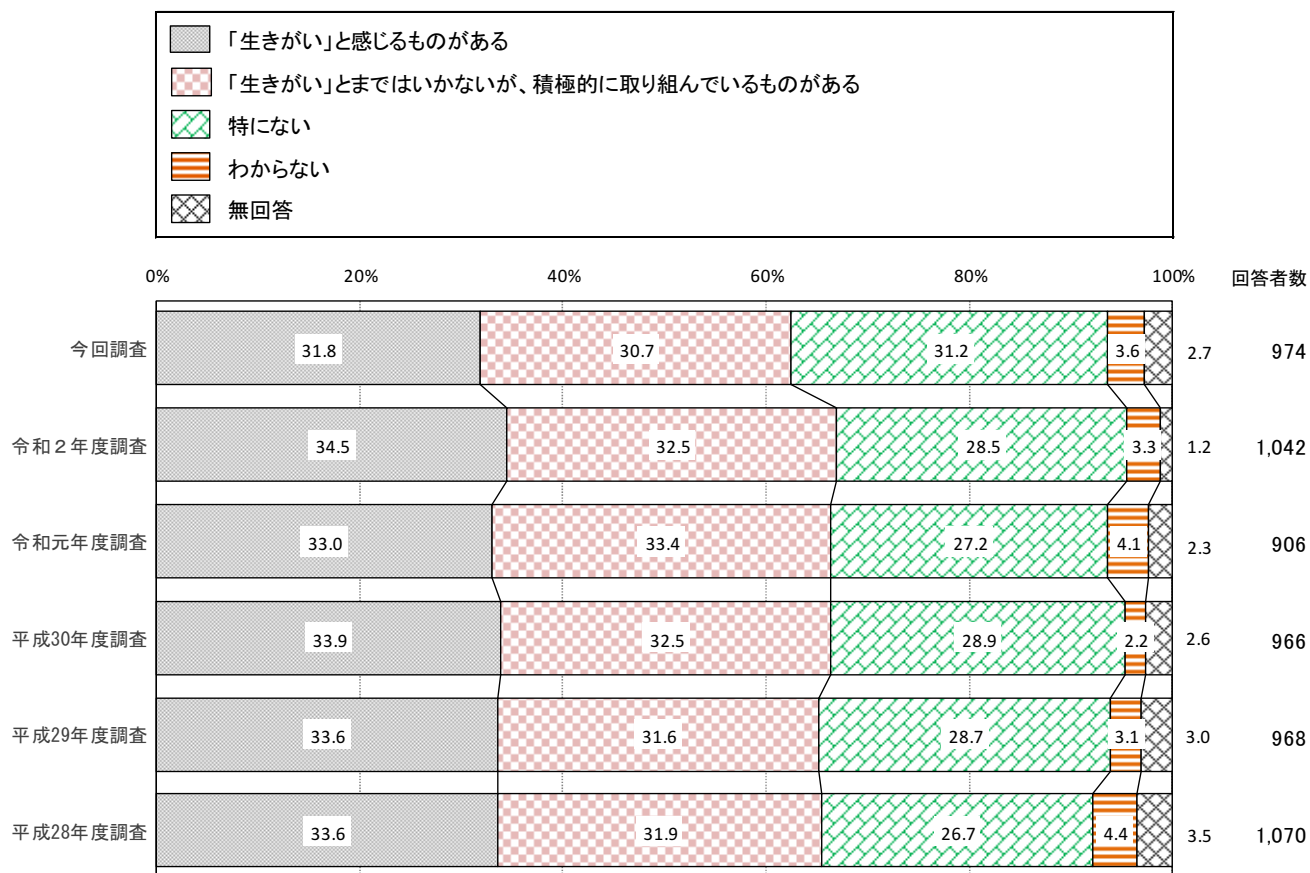 「生きがい」と感じるものがある
「生きがい」とまではいかないが、積極的に取り組んでいるものがある
特にない
わからない
無回答
0% 20% 40% 60% 80% 100% 回答者数
今回調査 31.8 30.7 31.2 3.6 2.7 974
令和２年度調査 34.5 32.5 28.5 3.3 1.2 1,042
令和元年度調査 33.0 33.4 27.2 4.1 2.3 906
平成30年度調査 33.9 32.5 28.9 2.2 2.6 966
平成29年度調査 33.6 31.6 28.7 3.1 3.0 968
平成28年度調査 33.6 31.9 26.7 4.4 3.5 1,070